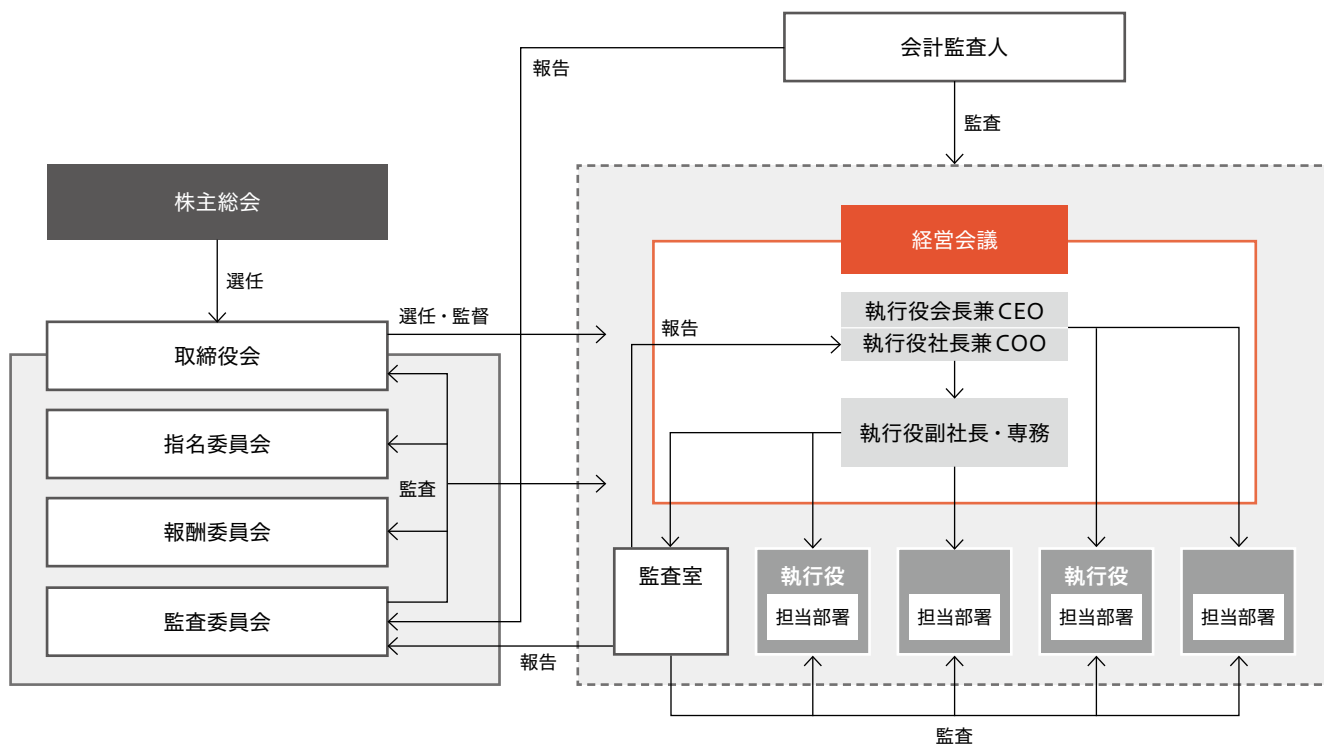 会計監査人
報告
監査
株主総会
選任
経営会議
執行役会長兼CEO
執行役社長兼COO
選任・監督
報告
取締役会
執行役副社長・専務
指名委員会
監査
報酬委員会
監査委員会
監査室
執行役
担当部署
担当部署
執行役
担当部署
担当部署
報告
監査